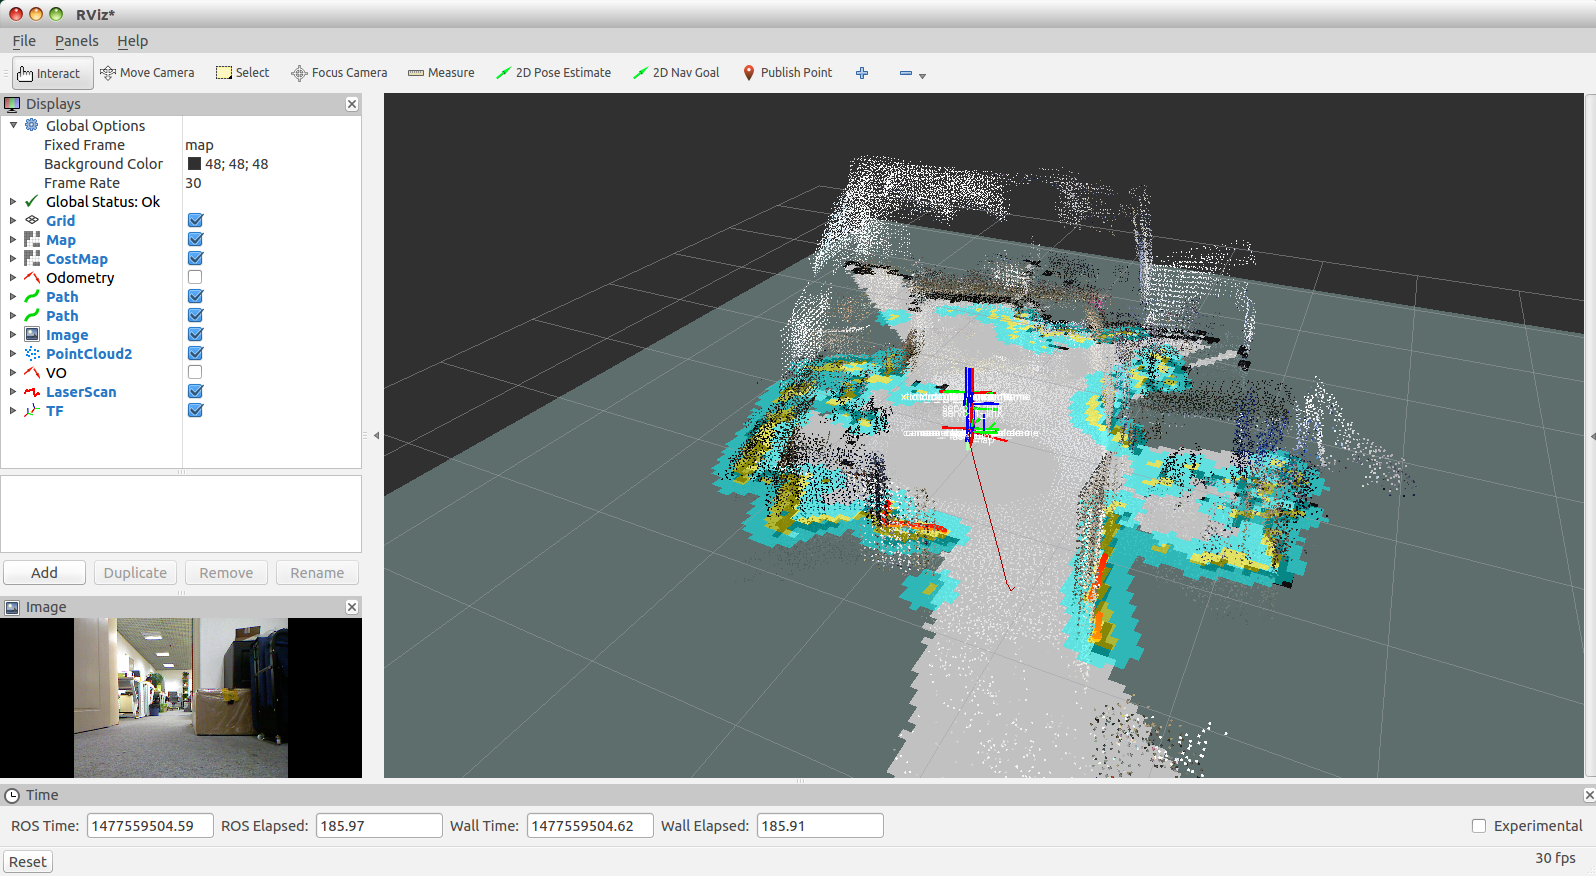 RViz*
File Panels Help
Interact Move Camera Select Focus Camera Measure 2D Pose Estimate 2D Nav Goal Publish Point
Displays
Global Options
Fixed Frame map
Background Color 48; 48; 48
Frame Rate 30
Global Status: Ok
Grid
Map
CostMap
Odometry
Path
Path
Image
PointCloud2
VO
LaserScan
TF
map
Add Duplicate Remove Rename
Image
Time
ROS Time: 1477559504.59 ROS Elapsed: 185.97 Wall Time: 1477559504.62 Wall Elapsed: 185.91 Experimental
Reset 30 fps